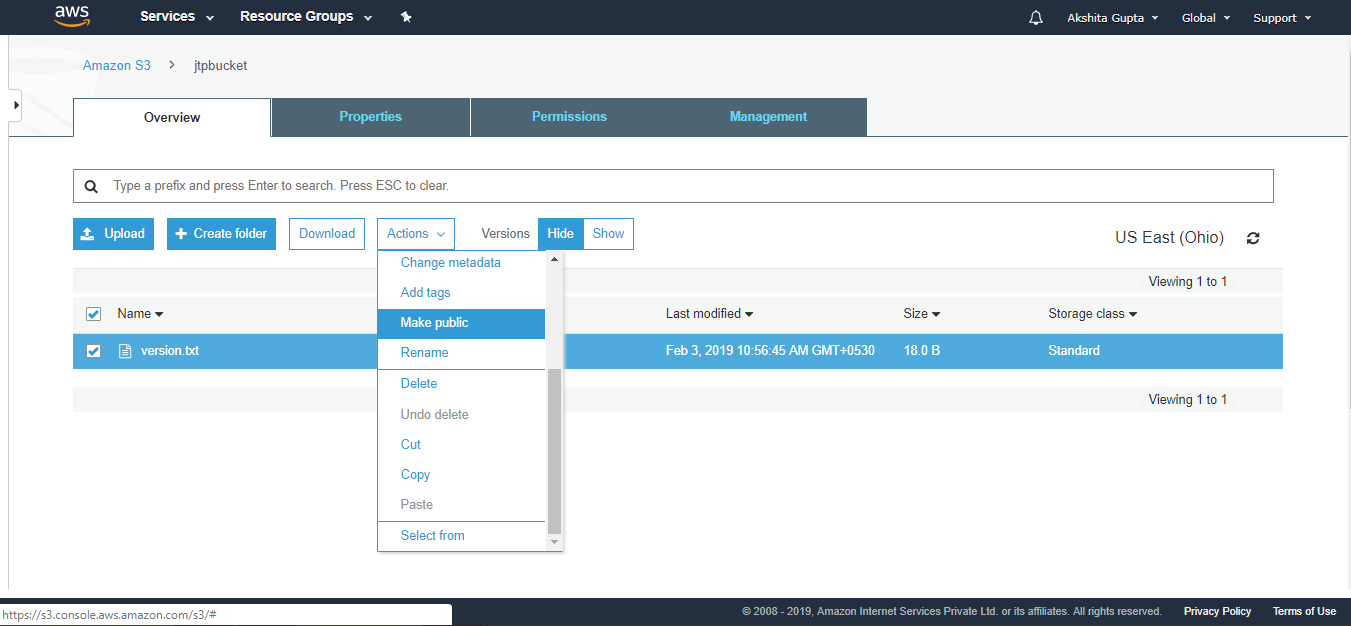 aws Services Resource Groups Akshita Gupta Global Support
Amazon S3 jtpbucket
Overview Properties Permissions Management
Type a prefix and press Enter to search. Press ESC to clear.
Upload Create folder Download Actions Versions Hide Show US East (Ohio)
Viewing 1 to 1
Name Last modified Size Storage class
version.txt Feb 3, 2019 10:56:45 AM GMT+0530 18.0 B Standard
Viewing 1 to 1
Change metadata
Add tags
Make public
Rename
Delete
Undo delete
Cut
Copy
Paste
Select from
https://s3.console.aws.amazon.com/s3/# © 2008 - 2019, Amazon Internet Services Private Ltd. or its affiliates. All rights reserved. Privacy Policy Terms of Use